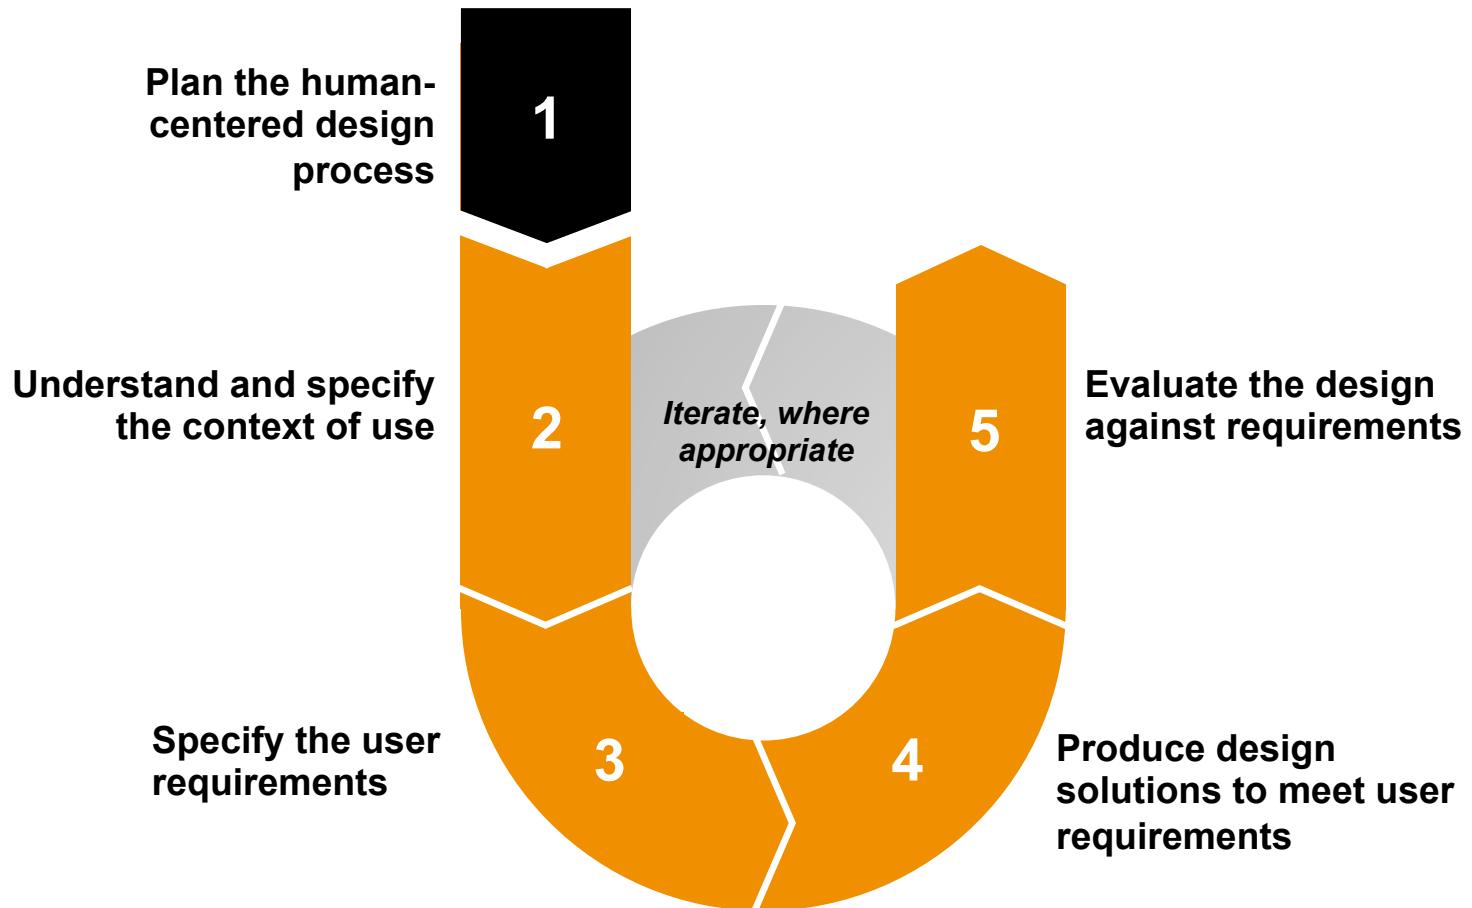 Plan the human-
centered design
process
1
Understand and specify
the context of use
2
Iterate, where
appropriate
5
Evaluate the design
against requirements
Specify the user
requirements
3
4
Produce design
solutions to meet user
requirements